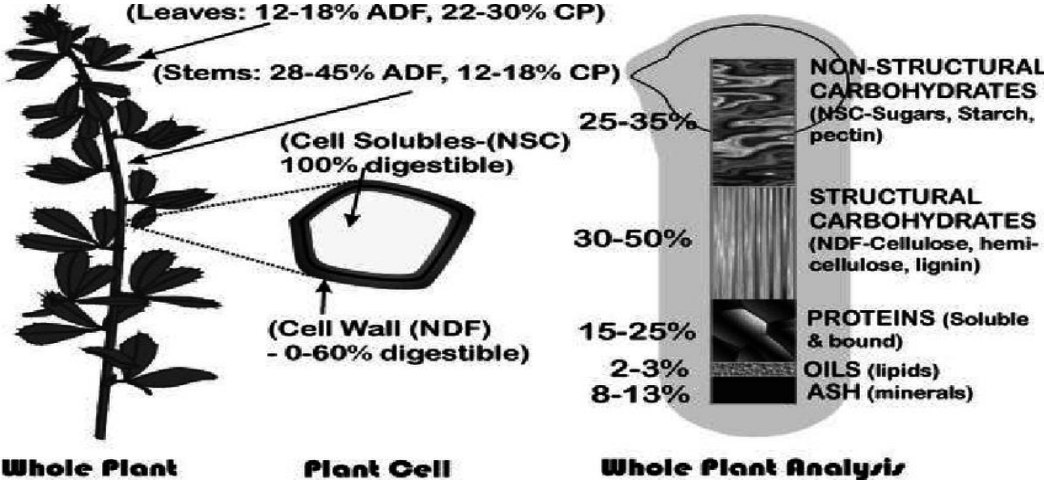 (Leaves: 12-18% ADF, 22-30% CP)
(Stems: 28-45% ADF, 12-18% CP)
(Cell Solubles-(NSC)
100% digestible)
(Cell Wall (NDF)
- 0-60% digestible)
25-35%
NON-STRUCTURAL
CARBOHYDRATES
(NSC-Sugars, Starch,
pectin)
30-50%
STRUCTURAL
CARBOHYDRATES
(NDF-Cellulose, hemi-
cellulose, lignin)
15-25%
PROTEINS (Soluble
& bound)
2-3%
OILS (lipids)
8-13%
ASH (minerals)
Whole Plant
Plant Cell
Whole Plant Analysis